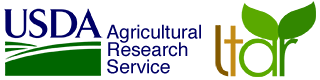 USDA
Agricultural
Research
Service
ltar